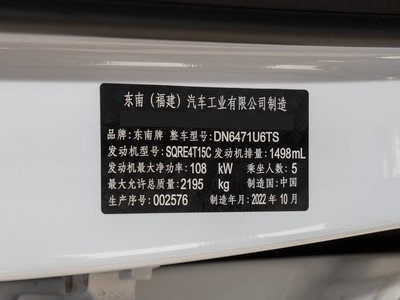 东南（福建）汽车工业有限公司制造
品牌：东南牌 整车型号：DN6471U6TS
发动机型号：SQRE4T15C 发动机排量：1498mL
发动机最大净功率：108 kW 乘坐人数：5
最大允许总质量：2195 kg 制造国：中国
生产序号：002576 制造年月：2022 年 10 月